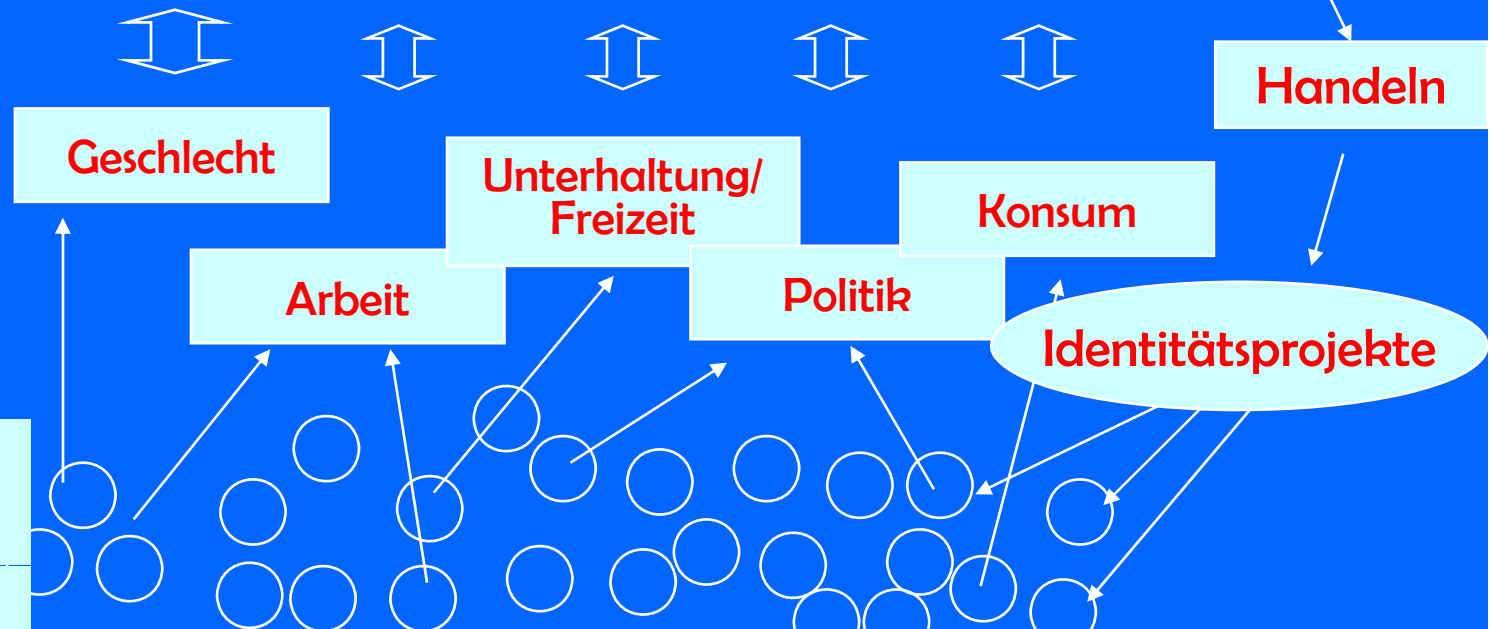 Handeln
Geschlecht
Unterhaltung/
Freizeit
Konsum
Arbeit
Politik
Identitätsprojekte